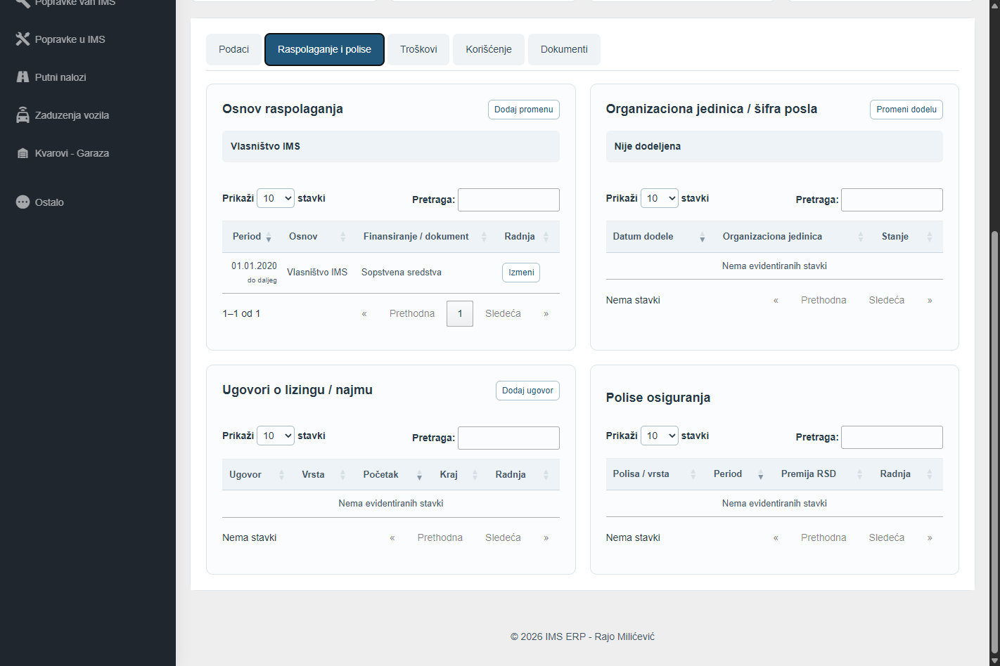 Popravke van IMS
Popravke u IMS
Putni nalozi
Zaduzenja vozila
Kvarovi - Garaza
Ostalo
Podaci
Raspolaganje i polise
Troškovi
Korišćenje
Dokumenti
Osnov raspolaganja
Dodaj promenu
Vlasništvo IMS
Prikaži 10 stavki
Pretraga:
Period Osnov Finansiranje / dokument Radnja
01.01.2020 do daljeg Vlasništvo IMS Sopstvena sredstva Izmeni
1–1 od 1
« Prethodna 1 Sledeća »
Organizaciona jedinica / šifra posla
Promeni dodelu
Nije dodeljena
Prikaži 10 stavki
Pretraga:
Datum dodele Organizaciona jedinica Stanje
Nema evidentiranih stavki
Nema stavki
« Prethodna Sledeća »
Ugovori o lizingu / najmu
Dodaj ugovor
Prikaži 10 stavki
Pretraga:
Ugovor Vrsta Početak Kraj Radnja
Nema evidentiranih stavki
Nema stavki
« Prethodna Sledeća »
Polise osiguranja
Prikaži 10 stavki
Pretraga:
Polisa / vrsta Period Premija RSD Radnja
Nema evidentiranih stavki
Nema stavki
« Prethodna Sledeća »
© 2026 IMS ERP - Rajo Milićević